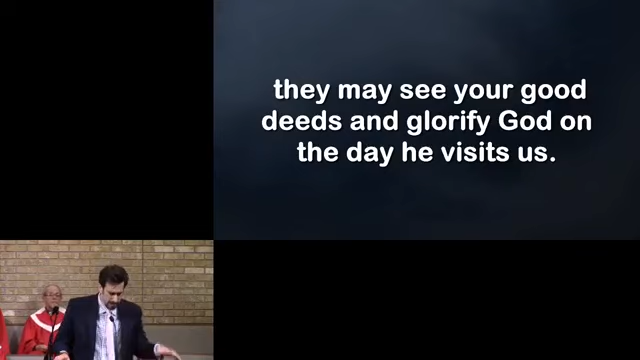 they may see your good
deeds and glorify God on
the day he visits us.